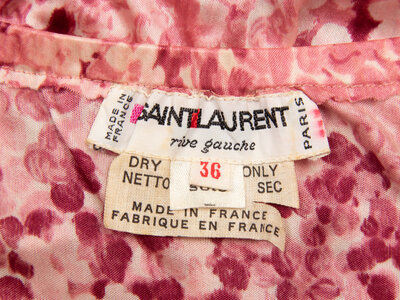 MADE IN FRANCE
SAINT LAURENT
PARIS
rive gauche
DRY ONLY
36
NETTO SEC
MADE IN FRANCE
FABRIQUE EN FRANCE